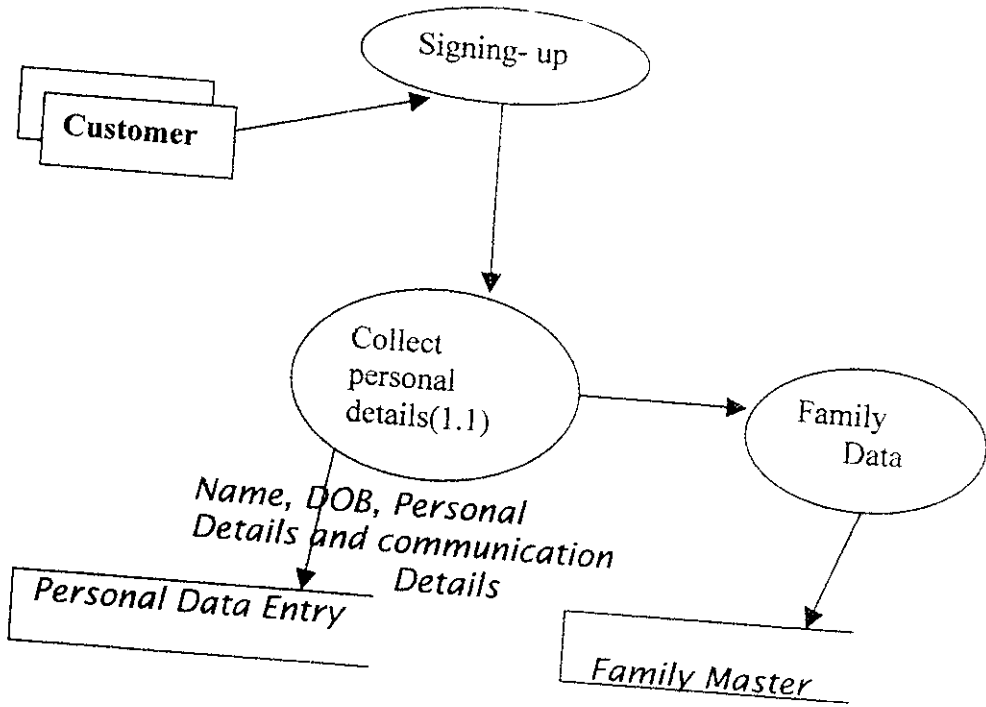 Signing- up
Customer
Collect
personal
details(1.1)
Family
Data
Name, DOB, Personal
Details and communication
Details
Personal Data Entry
Family Master